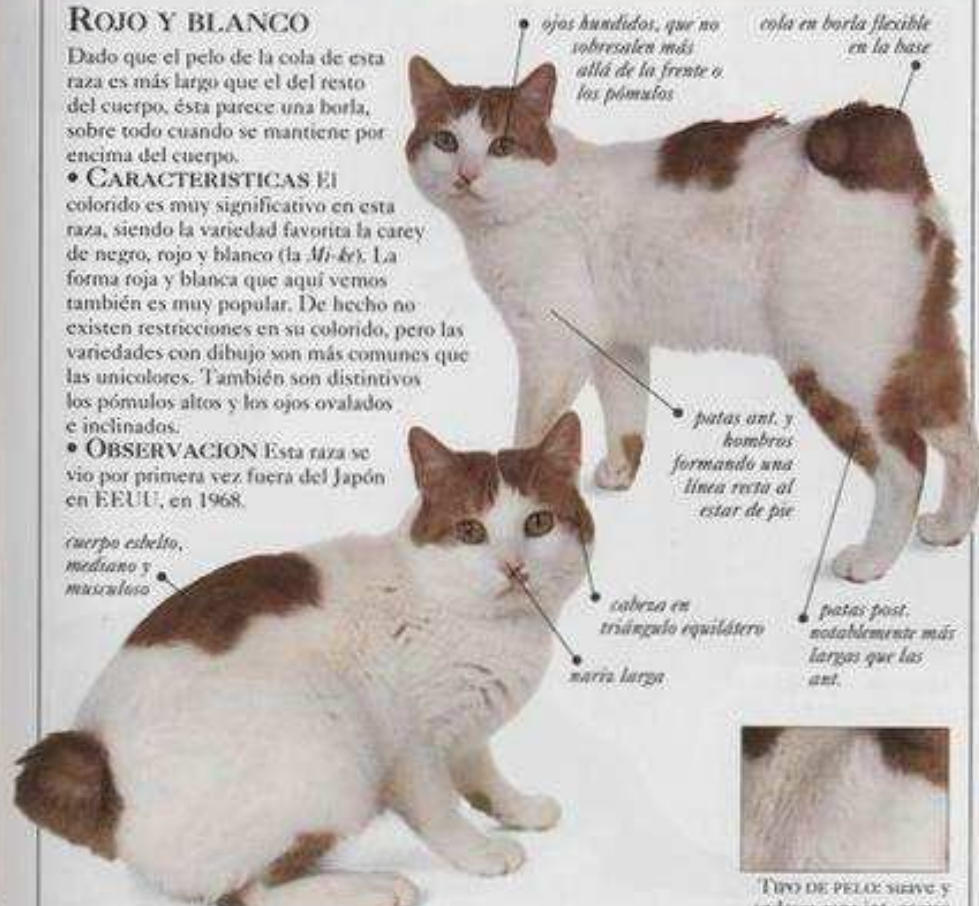 ROJO Y BLANCO
Dado que el pelo de la cola de esta
raza es más largo que el del resto
del cuerpo, ésta parece una borla,
sobre todo cuando se mantiene por
encima del cuerpo.
• CARACTERISTICAS El
colorido es muy significativo en esta
raza, siendo la variedad favorita la carey
de negro, rojo y blanco (la Mi-ke). La
forma roja y blanca que aquí vemos
también es muy popular. De hecho no
existen restricciones en su colorido, pero las
variedades con dibujo son más comunes que
las unicolores. También son distintivos
los pómulos altos y los ojos ovalados
e inclinados.
• OBSERVACION Esta raza se
vio por primera vez fuera del Japón
en EEUU, en 1968.
ojos hundidos, que no
sobresalen más
allá de la frente o
los pómulos
cola en borla flexible
en la base
patas ant. y
hombros
formando una
línea recta al
estar de pie
cuerpo esbelto,
mediano y
musculoso
cabeza en
triángulo equilátero
nariz larga
patas post.
notablemente más
largas que las
ant.
TIPO DE PELO: suave y